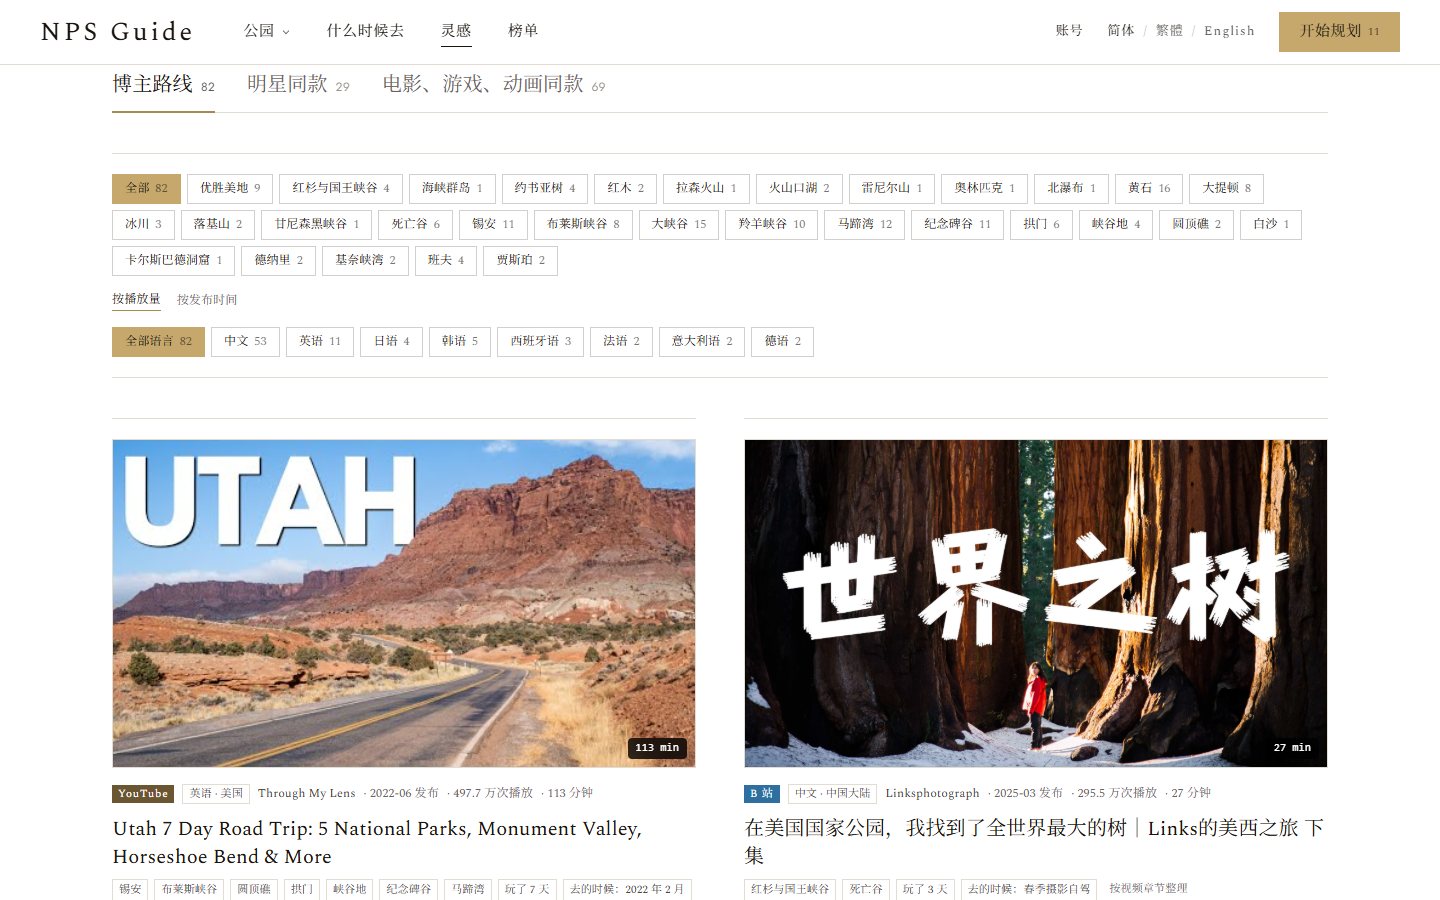 NPS Guide 公园 什么时候去 灵感 榜单 账号 简体 / 繁體 / English 开始规划 11
博主路线 82 明星同款 29 电影、游戏、动画同款 69
全部 82 优胜美地 9 红杉与国王峡谷 4 海峡群岛 1 约书亚树 4 红木 2 拉森火山 1 火山口湖 2 雷尼尔山 1 奥林匹克 1 北瀑布 1 黄石 16 大提顿 8
冰川 3 落基山 2 甘尼森黑峡谷 1 死亡谷 6 锡安 11 布莱斯峡谷 8 大峡谷 15 羚羊峡谷 10 马蹄湾 12 纪念碑谷 11 拱门 6 峡谷地 4 圆顶礁 2 白沙 1
卡尔斯巴德洞窟 1 德纳里 2 基奈峡湾 2 班夫 4 贾斯珀 2
按播放量 按发布时间
全部语言 82 中文 53 英语 11 日语 4 韩语 5 西班牙语 3 法语 2 意大利语 2 德语 2
UTAH
113 min
YouTube 英语 · 美国 Through My Lens · 2022-06 发布 · 497.7 万次播放 · 113 分钟
Utah 7 Day Road Trip: 5 National Parks, Monument Valley,
Horseshoe Bend & More
锡安 布莱斯峡谷 圆顶礁 拱门 峡谷地 纪念碑谷 马蹄湾 玩了 7 天 去的时候：2022 年 2 月
世界之树
27 min
B 站 中文 · 中国大陆 Linksphotograph · 2025-03 发布 · 295.5 万次播放 · 27 分钟
在美国国家公园，我找到了全世界最大的树｜Links的美西之旅 下
集
红杉与国王峡谷 死亡谷 玩了 3 天 去的时候：春季摄影自驾 按视频章节整理